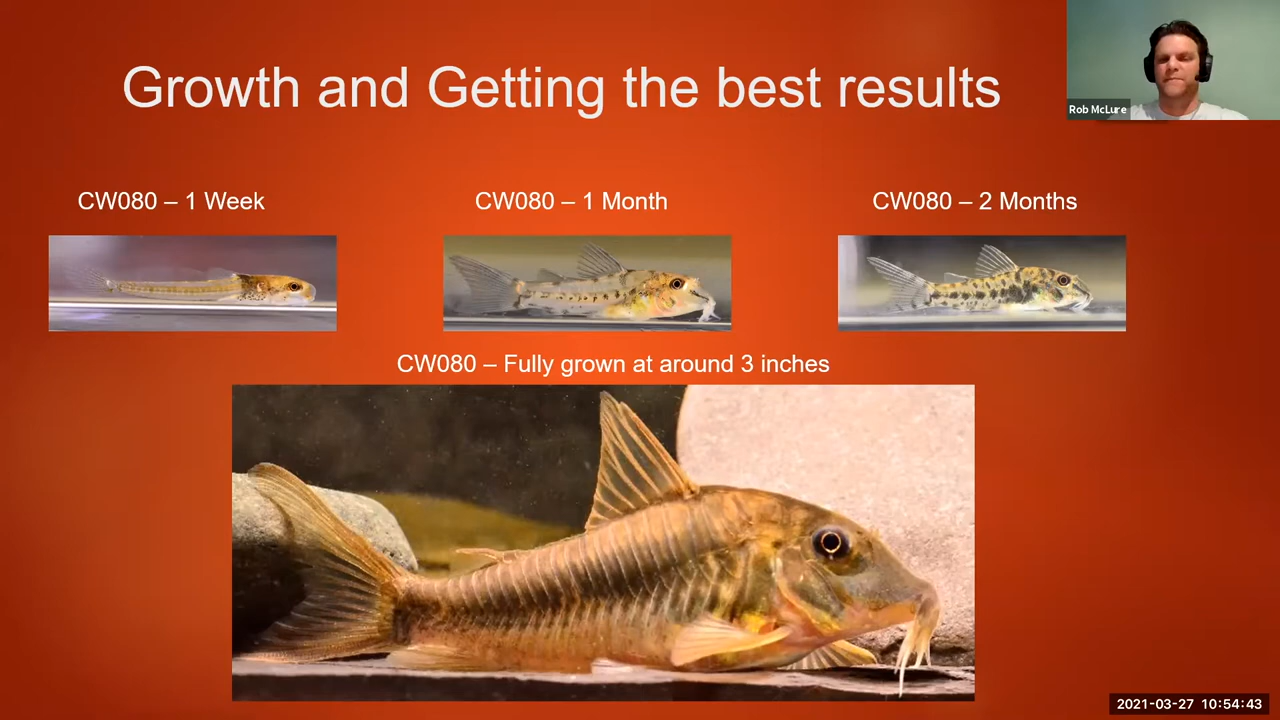 Growth and Getting the best results
Rob McLure
CW080 – 1 Week
CW080 – 1 Month
CW080 – 2 Months
CW080 – Fully grown at around 3 inches
2021-03-27 10:54:43